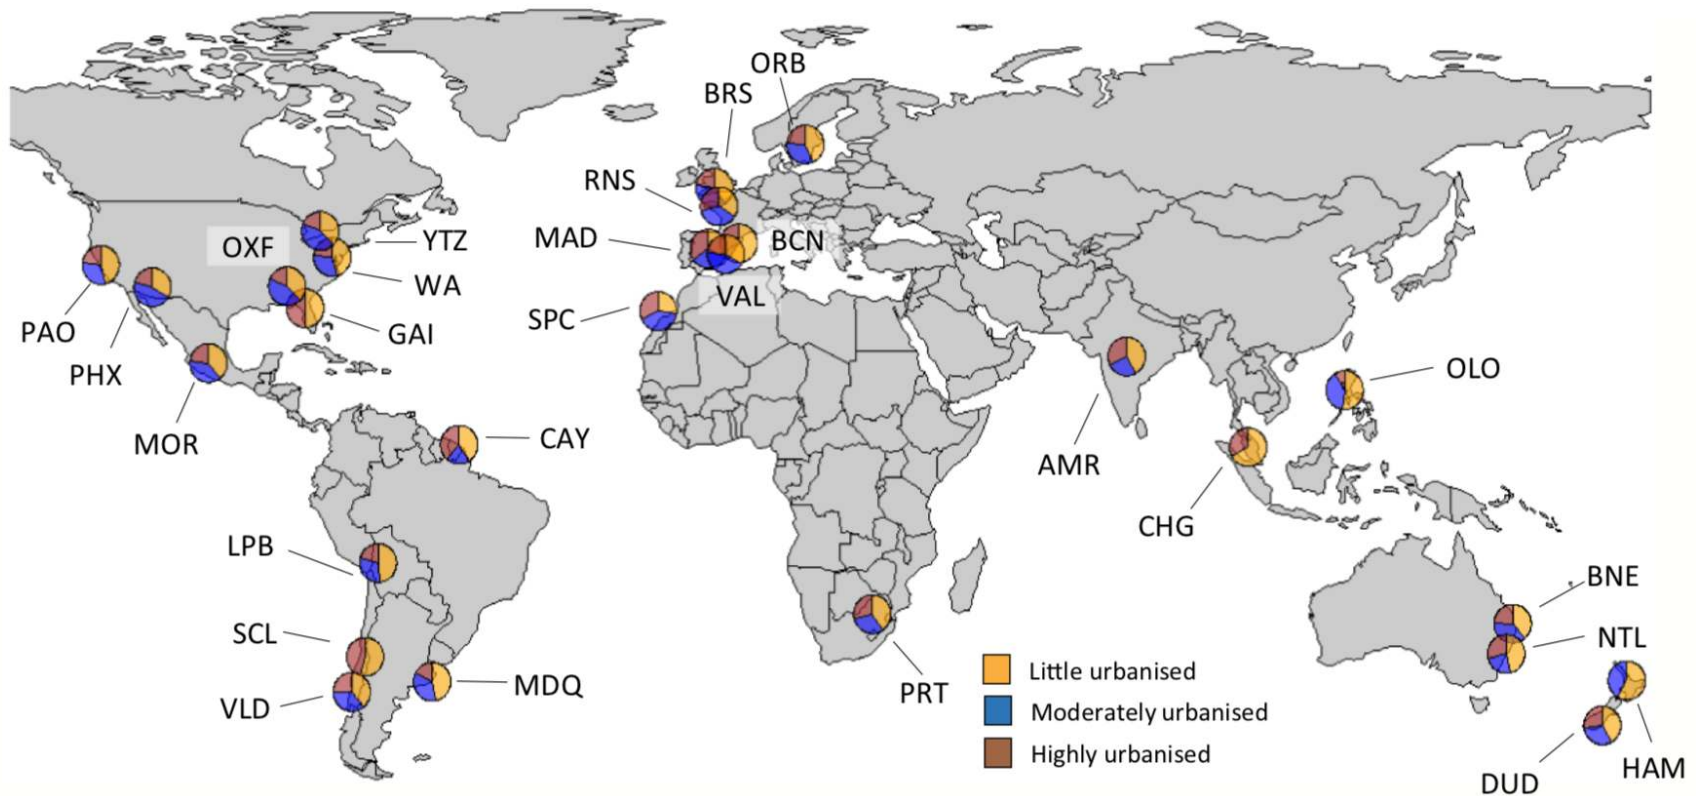 ORB
BRS
RNS
MAD
BCN
VAL
SPC
OXF
YTZ
WA
GAI
PAO
PHX
MOR
CAY
LPB
SCL
VLD
MDQ
PRT
AMR
OLO
CHG
BNE
NTL
HAM
DUD
Little urbanised
Moderately urbanised
Highly urbanised